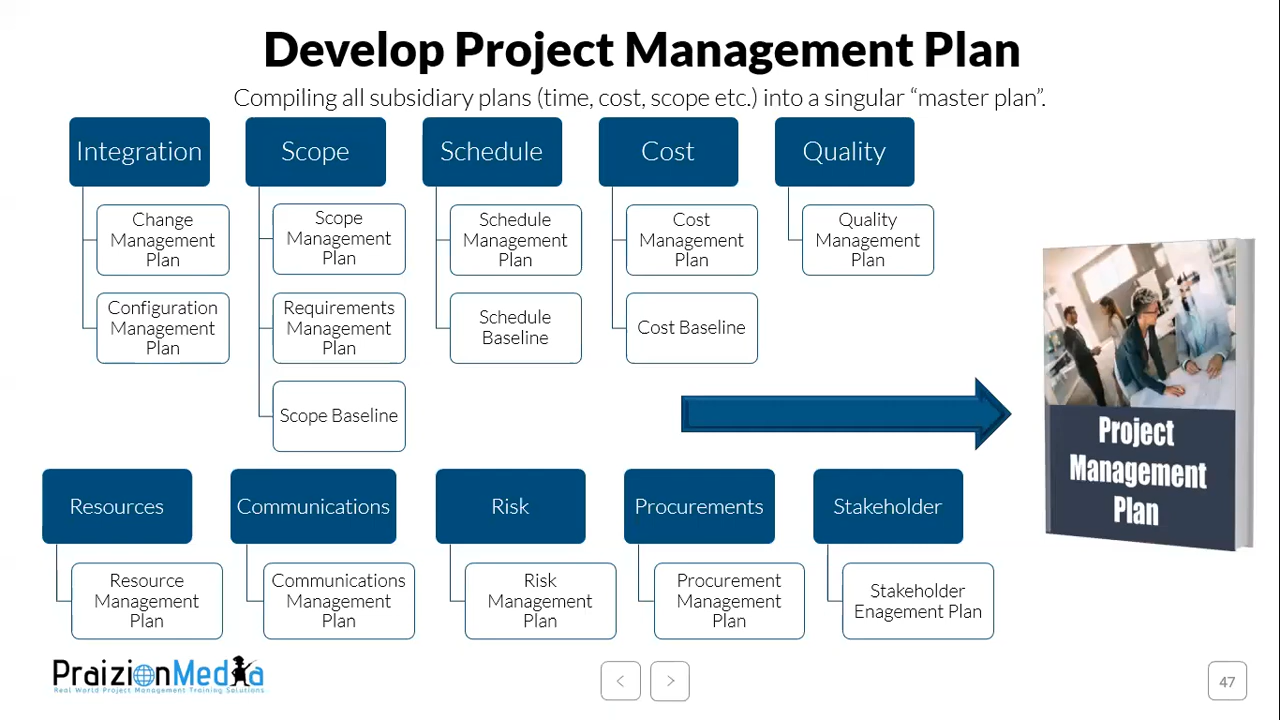 Develop Project Management Plan
Compiling all subsidiary plans (time, cost, scope etc.) into a singular “master plan”.
Integration
Change
Management
Plan
Configuration
Management
Plan
Scope
Scope
Management
Plan
Requirements
Management
Plan
Scope Baseline
Schedule
Schedule
Management
Plan
Schedule
Baseline
Cost
Cost
Management
Plan
Cost Baseline
Quality
Quality
Management
Plan
Project
Management
Plan
Resources
Resource
Management
Plan
Communications
Communications
Management
Plan
Risk
Risk
Management
Plan
Procurements
Procurement
Management
Plan
Stakeholder
Stakeholder
Enagement Plan
PraizionMedia
Real World Project Management Training Solutions.
< >
47